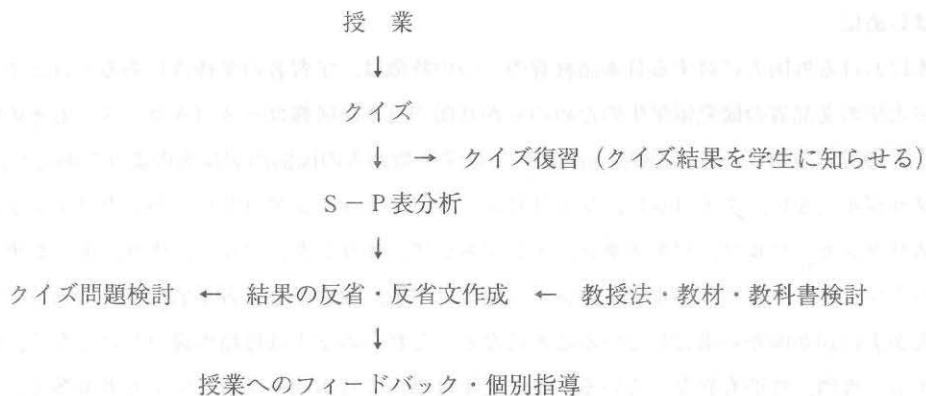 授　業
↓
クイズ
↓ → クイズ復習（クイズ結果を学生に知らせる）
S－P表分析
↓
クイズ問題検討 ← 結果の反省・反省文作成 ← 教授法・教材・教科書検討
↓
授業へのフィードバック・個別指導